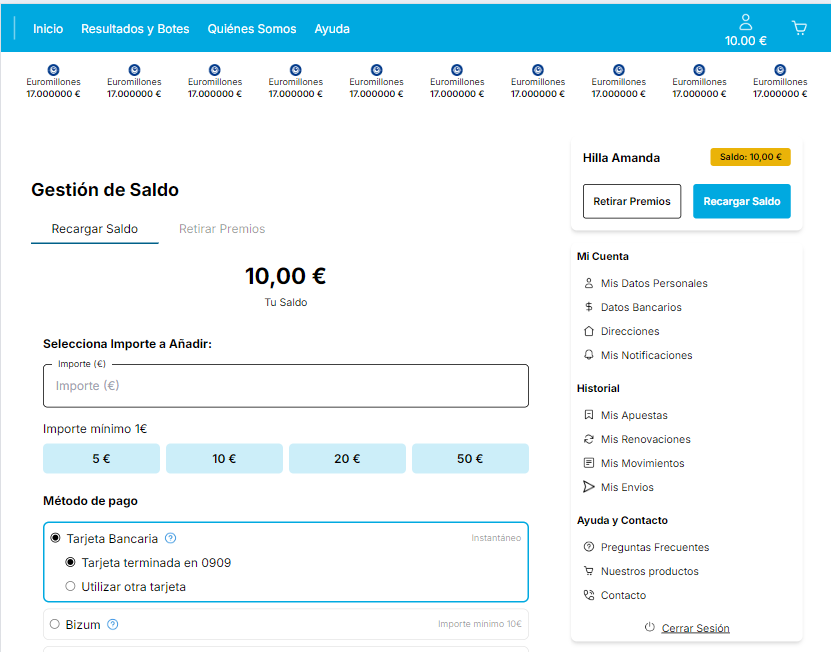 Inicio Resultados y Botes Quiénes Somos Ayuda
10.00 €
Euromillones Euromillones Euromillones Euromillones Euromillones Euromillones Euromillones Euromillones Euromillones Euromillones
17.000000 € 17.000000 € 17.000000 € 17.000000 € 17.000000 € 17.000000 € 17.000000 € 17.000000 € 17.000000 € 17.000000 €
Gestión de Saldo
Recargar Saldo Retirar Premios
10,00 €
Tu Saldo
Selecciona Importe a Añadir:
Importe (€)
Importe (€)
Importe mínimo 1€
5 € 10 € 20 € 50 €
Método de pago
Tarjeta Bancaria Instantáneo
Tarjeta terminada en 0909
Utilizar otra tarjeta
Bizum Importe mínimo 10€
Hilla Amanda Saldo: 10,00 €
Retirar Premios Recargar Saldo
Mi Cuenta
Mis Datos Personales
Datos Bancarios
Direcciones
Mis Notificaciones
Historial
Mis Apuestas
Mis Renovaciones
Mis Movimientos
Mis Envios
Ayuda y Contacto
Preguntas Frecuentes
Nuestros productos
Contacto
Cerrar Sesión